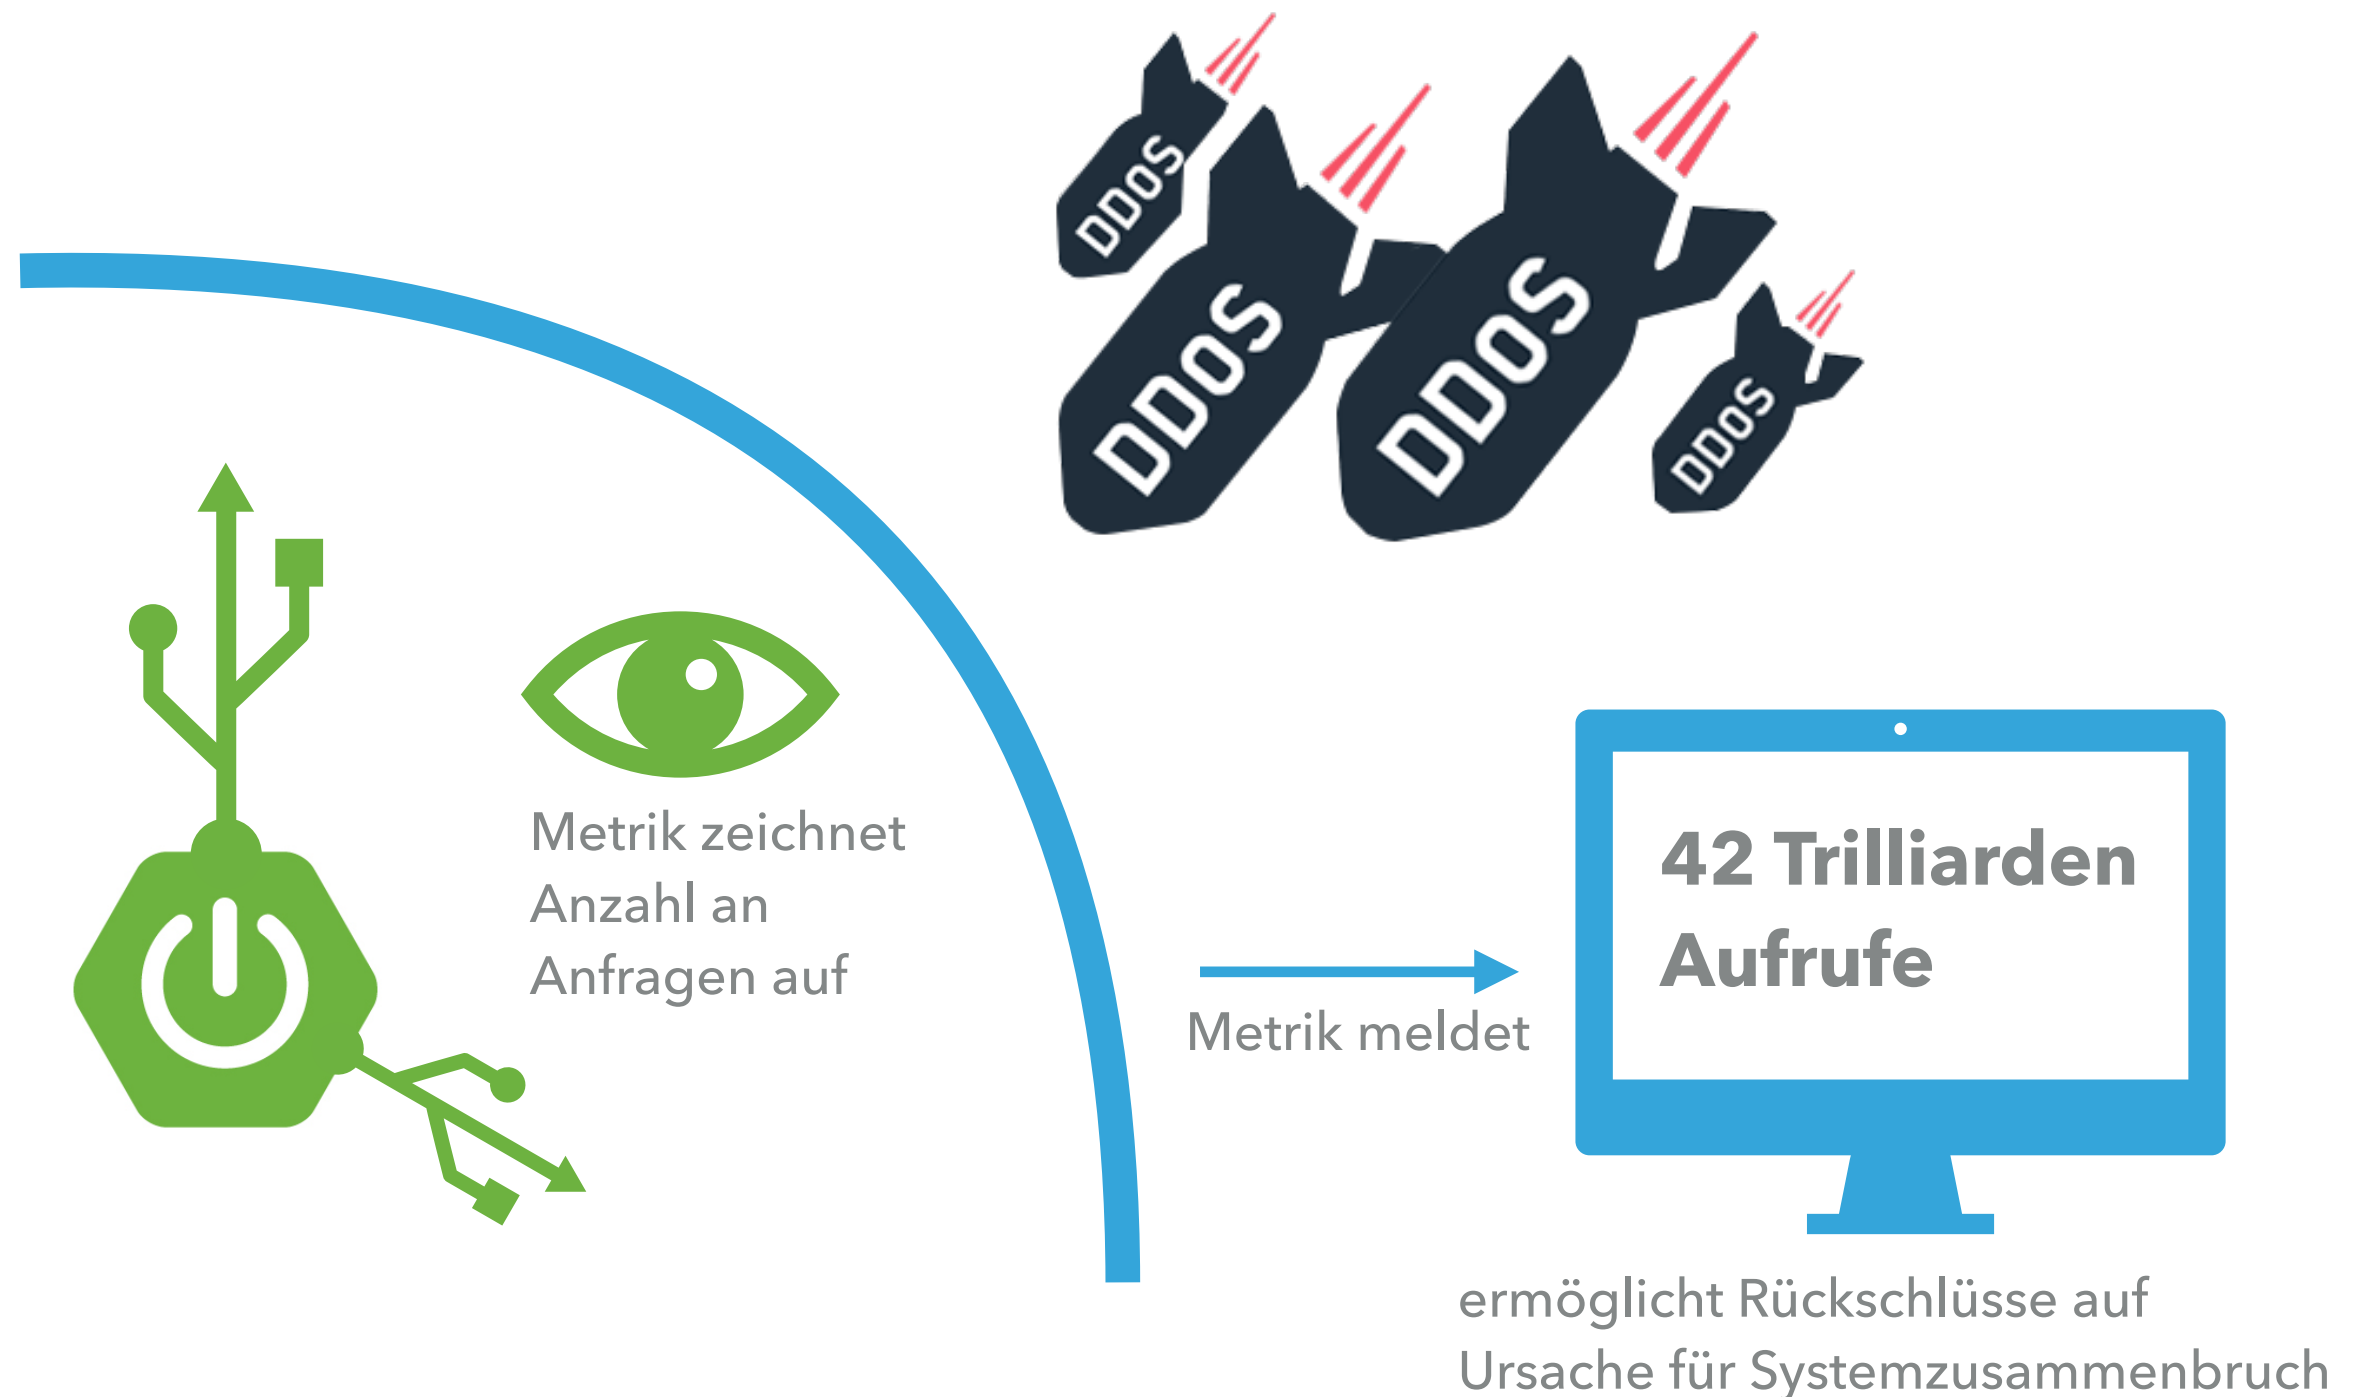 DDOS
DDOS
DDOS
DDOS
Metrik zeichnet
Anzahl an
Anfragen auf
Metrik meldet
42 Trilliarden
Aufrufe
ermöglicht Rückschlüsse auf
Ursache für Systemzusammenbruch